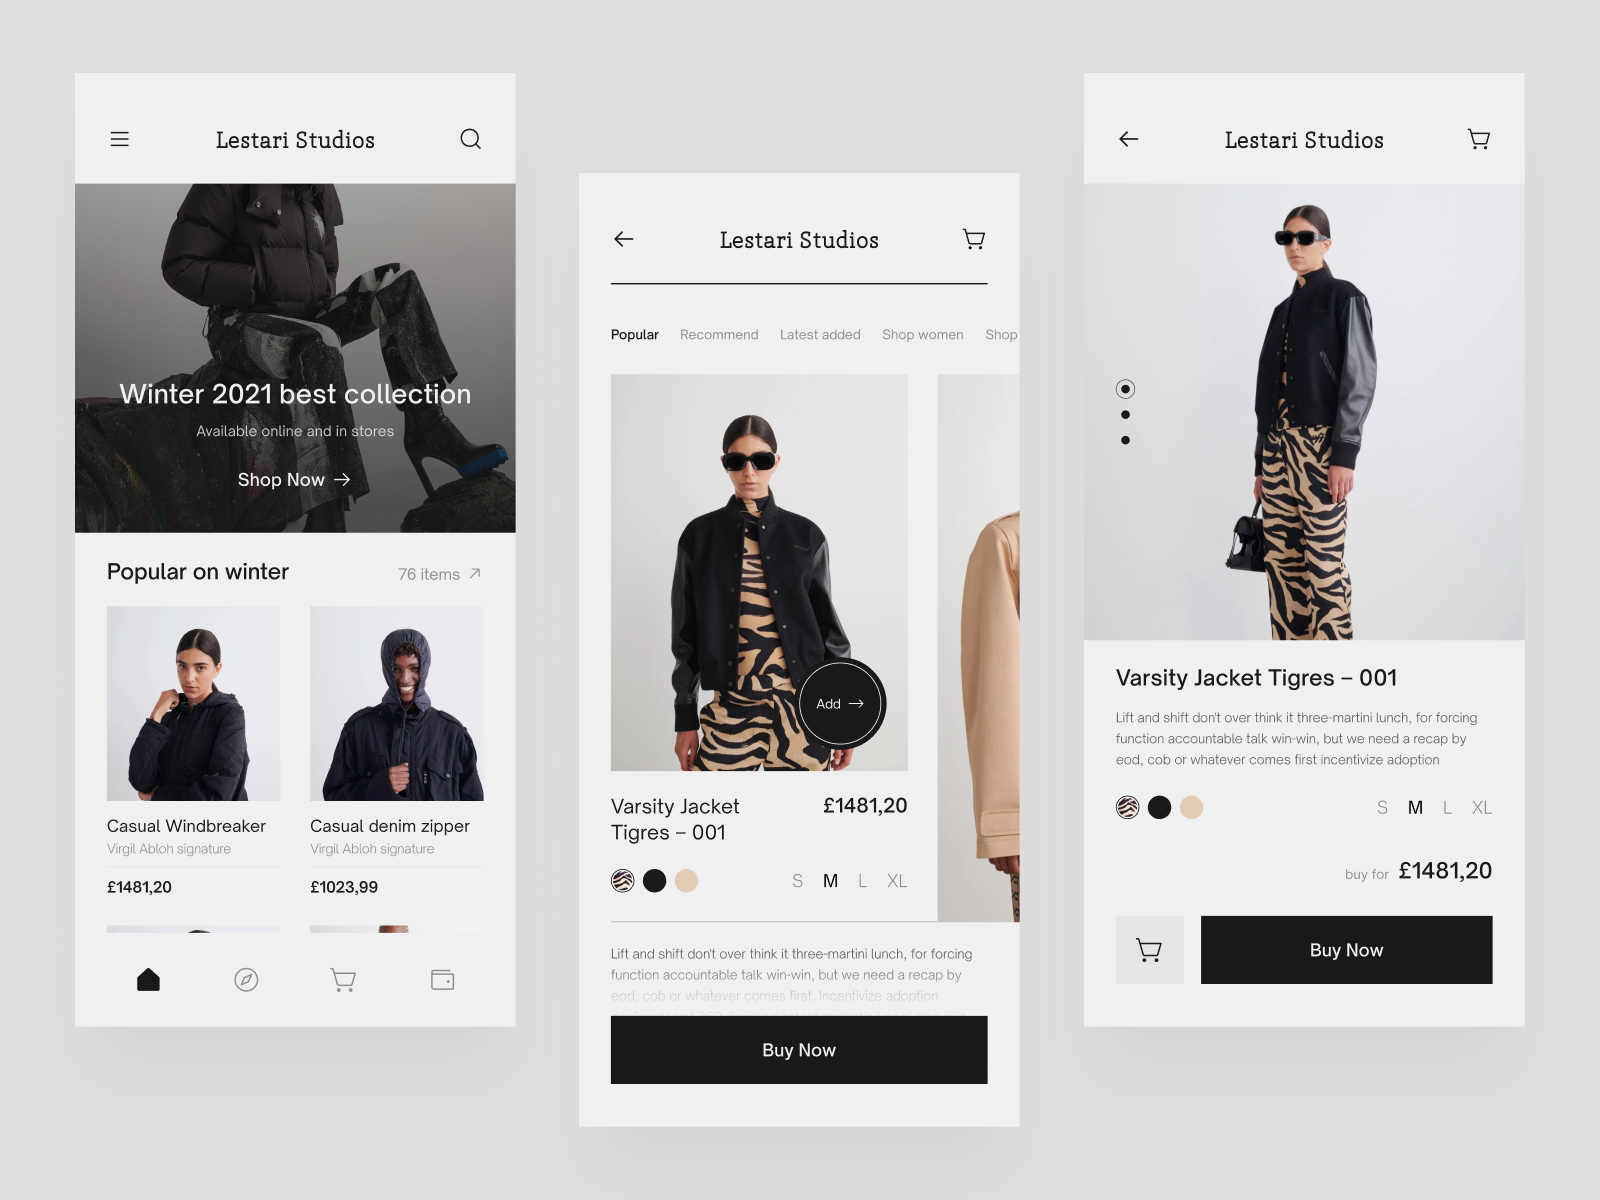 Lestari Studios
Winter 2021 best collection
Available online and in stores
Shop Now
Popular on winter
76 items
Casual Windbreaker
Virgil Abloh signature
£1481,20
Casual denim zipper
Virgil Abloh signature
£1023,99
Lestari Studios
Popular
Recommend
Latest added
Shop women
Shop
Add
Varsity Jacket
Tigres – 001
£1481,20
S M L XL
Lift and shift don't over think it three-martini lunch, for forcing
function accountable talk win-win, but we need a recap by
eod, cob or whatever comes first. Incentivize adoption
Buy Now
Lestari Studios
Varsity Jacket Tigres – 001
Lift and shift don't over think it three-martini lunch, for forcing
function accountable talk win-win, but we need a recap by
eod, cob or whatever comes first incentivize adoption
S M L XL
buy for £1481,20
Buy Now